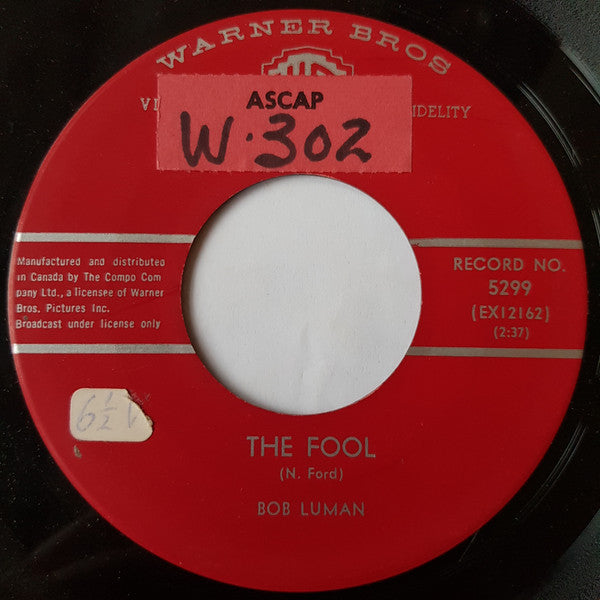 WARNER BROS
ASCAP
W·302
IDELITY
Manufactured and distributed
in Canada by The Compo Com
pany Ltd., a licensee of Warner
Bros. Pictures Inc.
Broadcast under license only
RECORD NO.
5299
(EX12162)
(2:37)
6½
THE FOOL
(N. Ford)
BOB LUMAN